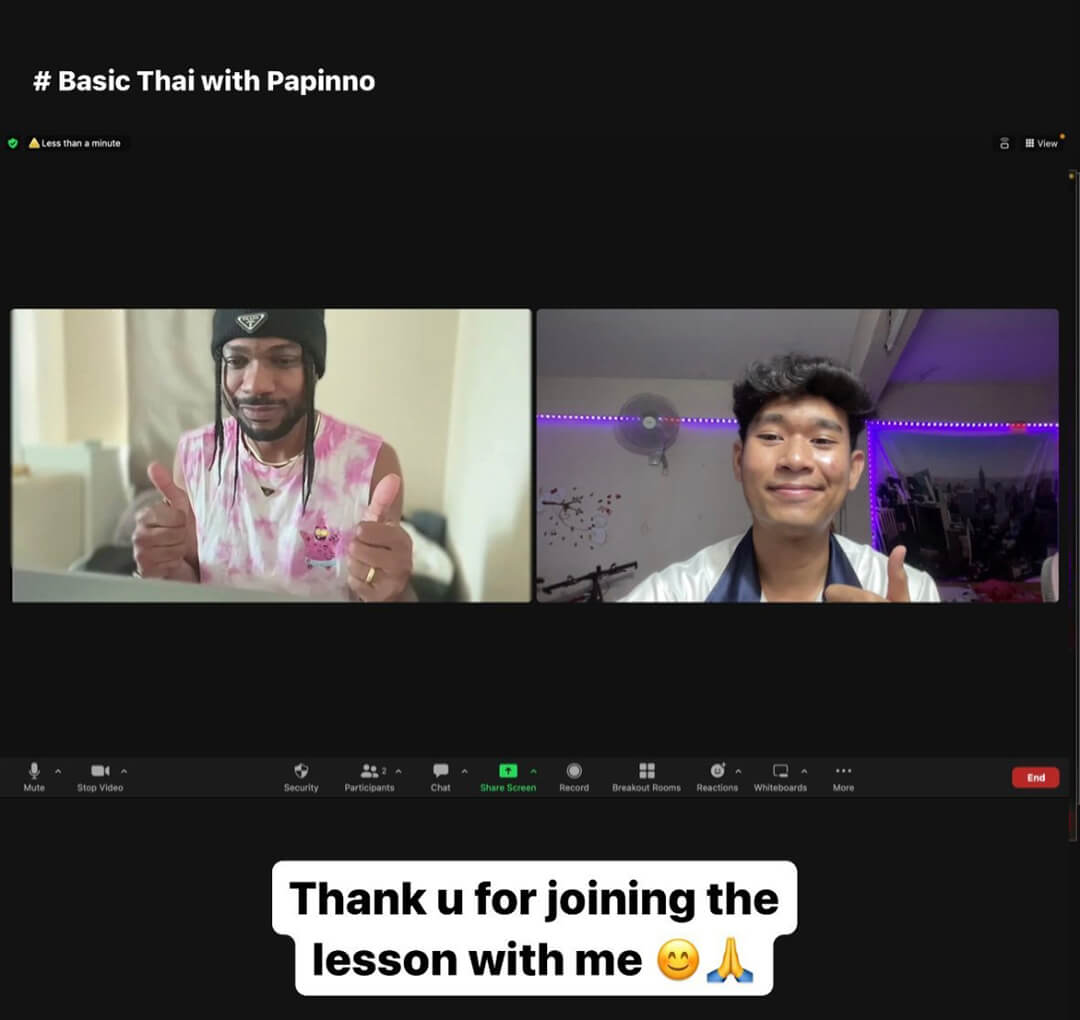 # Basic Thai with Papinno
Less than a minute
View
Mute
Stop Video
Security
Participants
2
Chat
Share Screen
Record
Breakout Rooms
Reactions
Whiteboards
More
End
Thank u for joining the
lesson with me 😊🙏